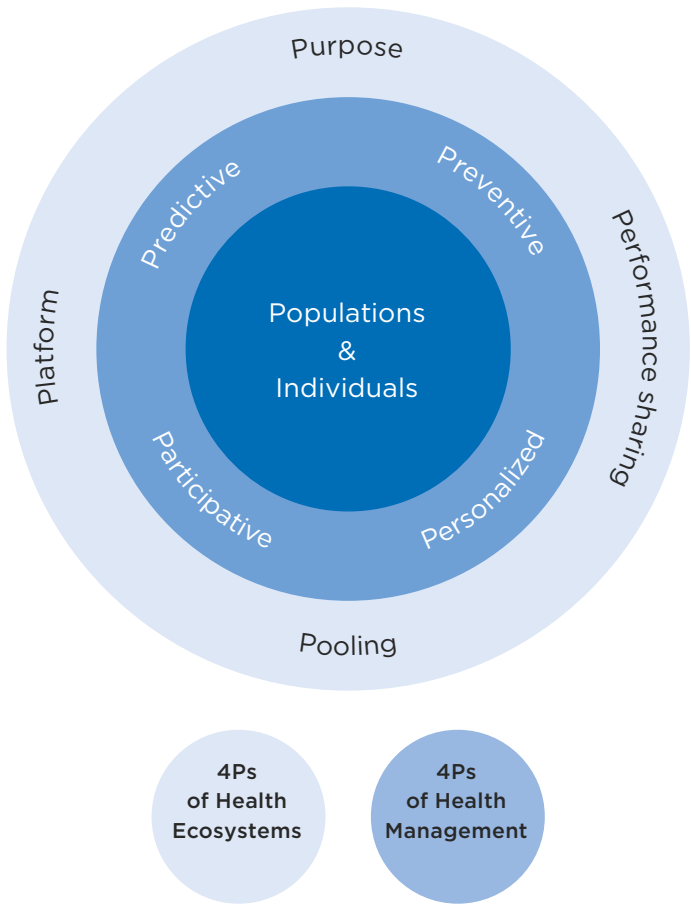 Purpose
Predictive
Preventive
Performance sharing
Platform
Populations
&
Individuals
Participative
Personalized
Pooling
4Ps
of Health
Ecosystems
4Ps
of Health
Management